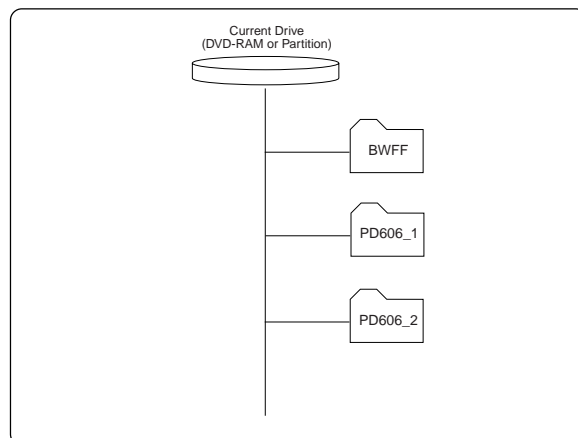 Current Drive
(DVD-RAM or Partition)
BWFF
PD606_1
PD606_2